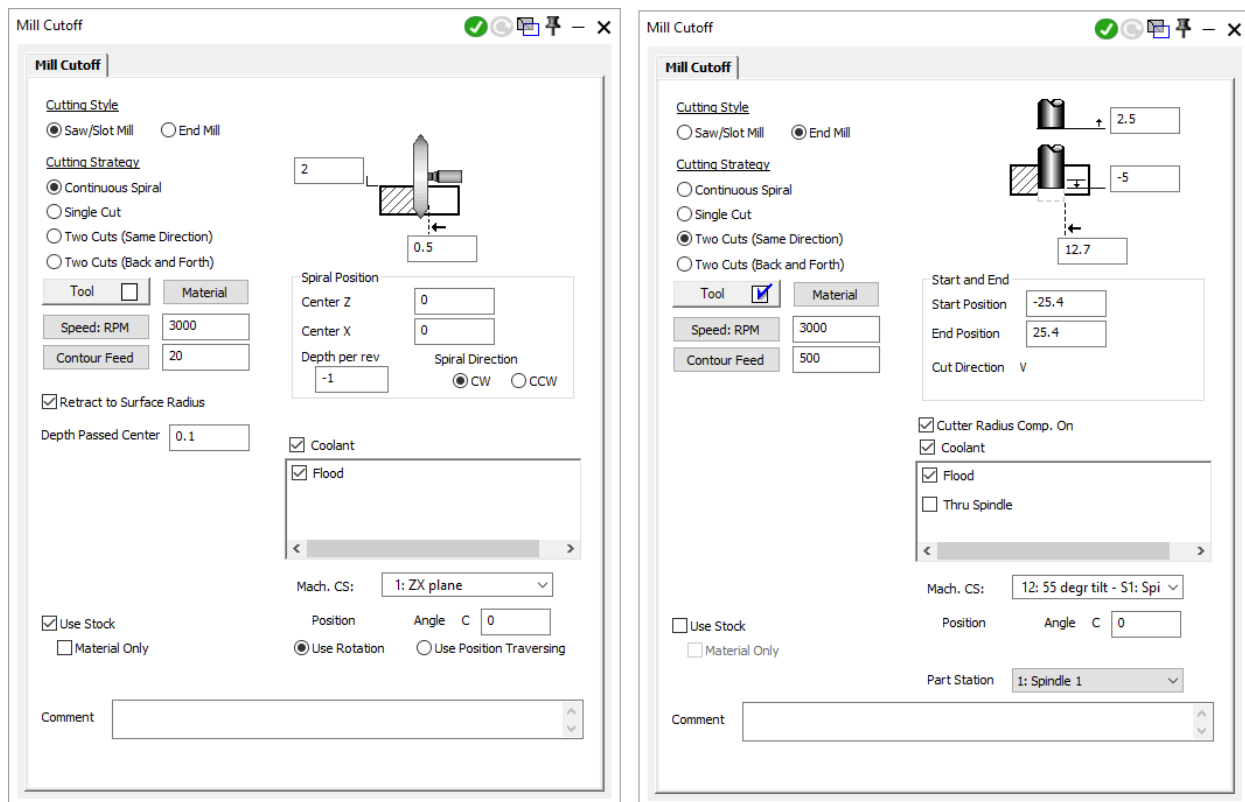 Mill Cutoff
Mill Cutoff
Cutting Style
Saw/Slot Mill End Mill
Cutting Strategy
2
Continuous Spiral
Single Cut
Two Cuts (Same Direction)
0.5
Two Cuts (Back and Forth)
Tool Material
Speed: RPM 3000
Contour Feed 20
Spiral Position
Center Z 0
Center X 0
Depth per rev Spiral Direction
-1 CW CCW
Retract to Surface Radius
Depth Passed Center 0.1
Coolant
Flood
Mach. CS: 1: ZX plane
Use Stock
Position Angle C 0
Material Only
Use Rotation Use Position Traversing
Comment
Mill Cutoff
Mill Cutoff
Cutting Style
2.5
Saw/Slot Mill End Mill
Cutting Strategy
-5
Continuous Spiral
Single Cut
Two Cuts (Same Direction)
12.7
Two Cuts (Back and Forth)
Tool Material
Speed: RPM 3000
Contour Feed 500
Start and End
Start Position -25.4
End Position 25.4
Cut Direction V
Cutter Radius Comp. On
Coolant
Flood
Thru Spindle
Mach. CS: 12: 55 degr tilt - S1: Spi
Use Stock
Position Angle C 0
Material Only
Part Station 1: Spindle 1
Comment